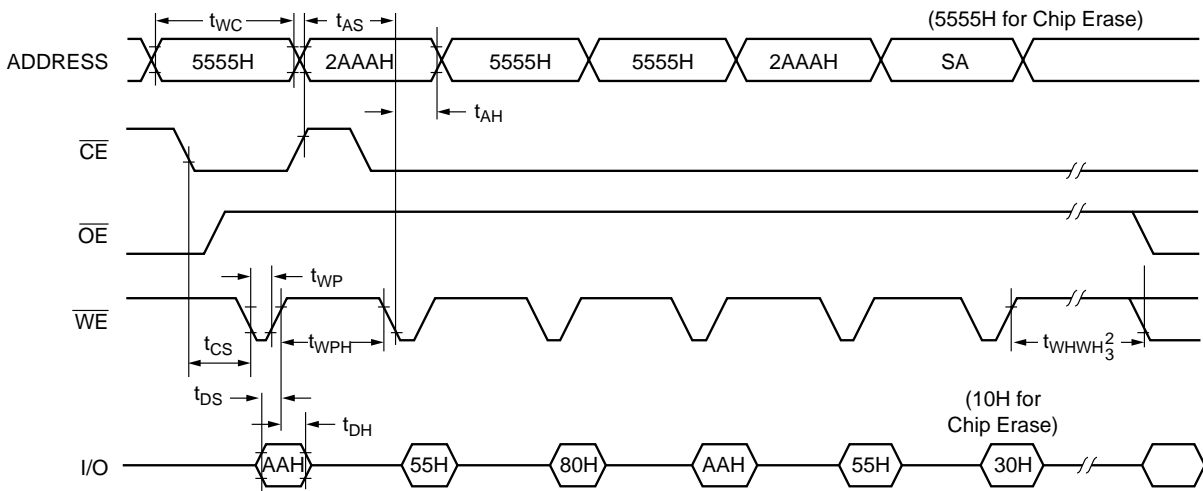 tWC tAS (5555H for Chip Erase)
ADDRESS 5555H 2AAAH 5555H 5555H 2AAAH SA
tAH
CE
OE
tWP
WE
tCS tWPH tWHWH2 3
tDS
tDH
(10H for
Chip Erase)
I/O AAH 55H 80H AAH 55H 30H